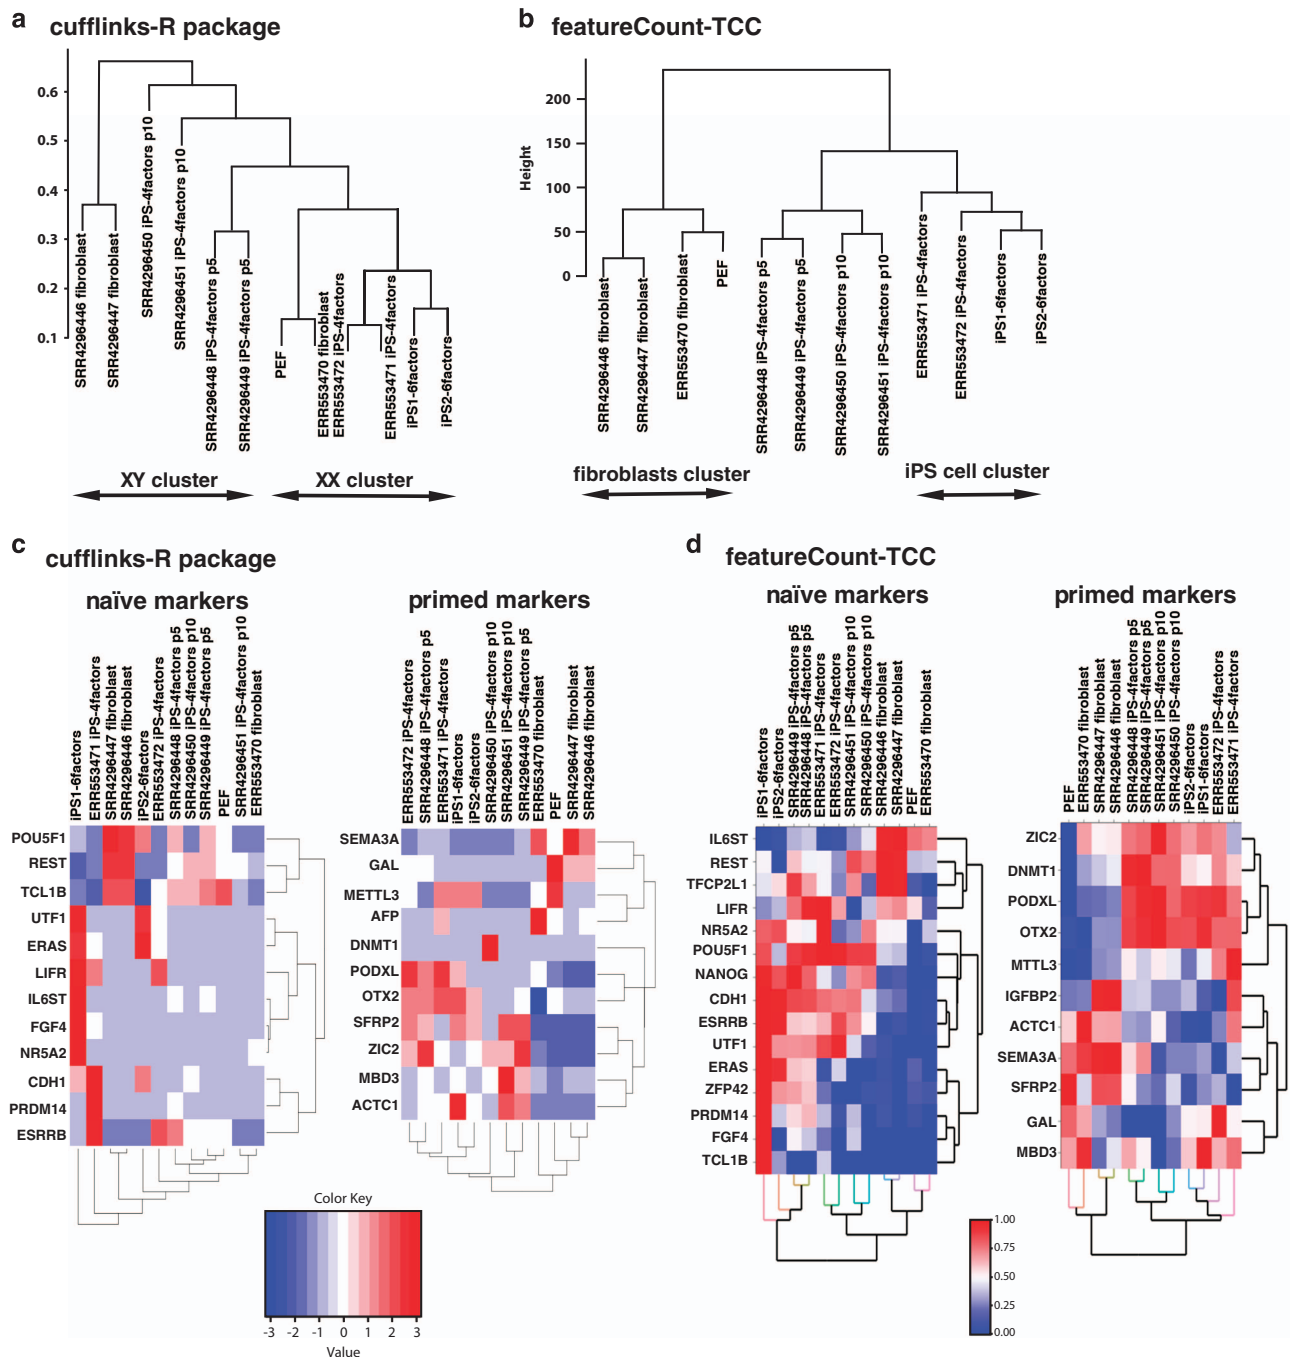 a cufflinks-R package
0.6
0.5
0.4
0.3
0.2
0.1
SRR4296446 fibroblast
SRR4296447 fibroblast
SRR4296450 iPS-4factors p10
SRR4296451 iPS-4factors p10
SRR4296448 iPS-4factors p5
SRR4296449 iPS-4factors p5
PEF
ERR553470 fibroblast
ERR553472 iPS-4factors
ERR553471 iPS-4factors
iPS1-6factors
iPS2-6factors
XY cluster
XX cluster
b featureCount-TCC
Height
200
150
100
50
0
SRR4296446 fibroblast
SRR4296447 fibroblast
ERR553470 fibroblast
PEF
SRR4296448 iPS-4factors p5
SRR4296449 iPS-4factors p5
SRR4296450 iPS-4factors p10
SRR4296451 iPS-4factors p10
ERR553471 iPS-4factors
ERR553472 iPS-4factors
iPS1-6factors
iPS2-6factors
fibroblasts cluster
iPS cell cluster
c cufflinks-R package
naïve markers
iPS1-6factors
ERR553471 iPS-4factors
SRR4296447 fibroblast
SRR4296446 fibroblast
iPS2-6factors
ERR553472 iPS-4factors
SRR4296448 iPS-4factors p5
SRR4296450 iPS-4factors p10
SRR4296449 iPS-4factors p5
PEF
SRR4296451 iPS-4factors p10
ERR553470 fibroblast
POU5F1
REST
TCL1B
UTF1
ERAS
LIFR
IL6ST
FGF4
NR5A2
CDH1
PRDM14
ESRRB
primed markers
ERR553472 iPS-4factors
SRR4296448 iPS-4factors p5
ERR553471 iPS-4factors
iPS1-6factors
iPS2-6factors
SRR4296450 iPS-4factors p10
SRR4296451 iPS-4factors p10
SRR4296449 iPS-4factors p5
ERR553470 fibroblast
PEF
SRR4296447 fibroblast
SRR4296446 fibroblast
SEMA3A
GAL
METTL3
AFP
DNMT1
PODXL
OTX2
SFRP2
ZIC2
MBD3
ACTC1
Color Key
-3 -2 -1 0 1 2 3
Value
d featureCount-TCC
naïve markers
iPS1-6factors
iPS2-6factors
SRR4296449 iPS-4factors p5
SRR4296448 iPS-4factors p5
ERR553471 iPS-4factors
ERR553472 iPS-4factors
SRR4296451 iPS-4factors p10
SRR4296450 iPS-4factors p10
SRR4296446 fibroblast
SRR4296447 fibroblast
PEF
ERR553470 fibroblast
IL6ST
REST
TFCP2L1
LIFR
NR5A2
POU5F1
NANOG
CDH1
ESRRB
UTF1
ERAS
ZFP42
PRDM14
FGF4
TCL1B
primed markers
PEF
ERR553470 fibroblast
SRR4296447 fibroblast
SRR4296446 fibroblast
SRR4296448 iPS-4factors p5
SRR4296449 iPS-4factors p5
SRR4296451 iPS-4factors p10
SRR4296450 iPS-4factors p10
iPS2-6factors
iPS1-6factors
ERR553472 iPS-4factors
ERR553471 iPS-4factors
ZIC2
DNMT1
PODXL
OTX2
MTTL3
IGFBP2
ACTC1
SEMA3A
SFRP2
GAL
MBD3
1.00
0.75
0.50
0.25
0.00